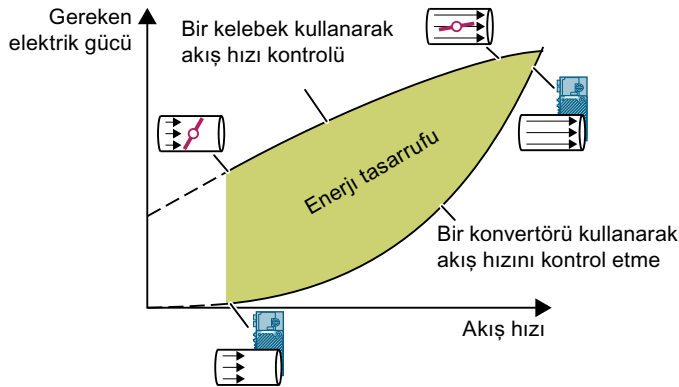 Gereken
elektrik gücü
Bir kelebek kullanarak
akış hızı kontrolü
Enerji tasarrufu
Bir konvertörü kullanarak
akış hızını kontrol etme
Akış hızı